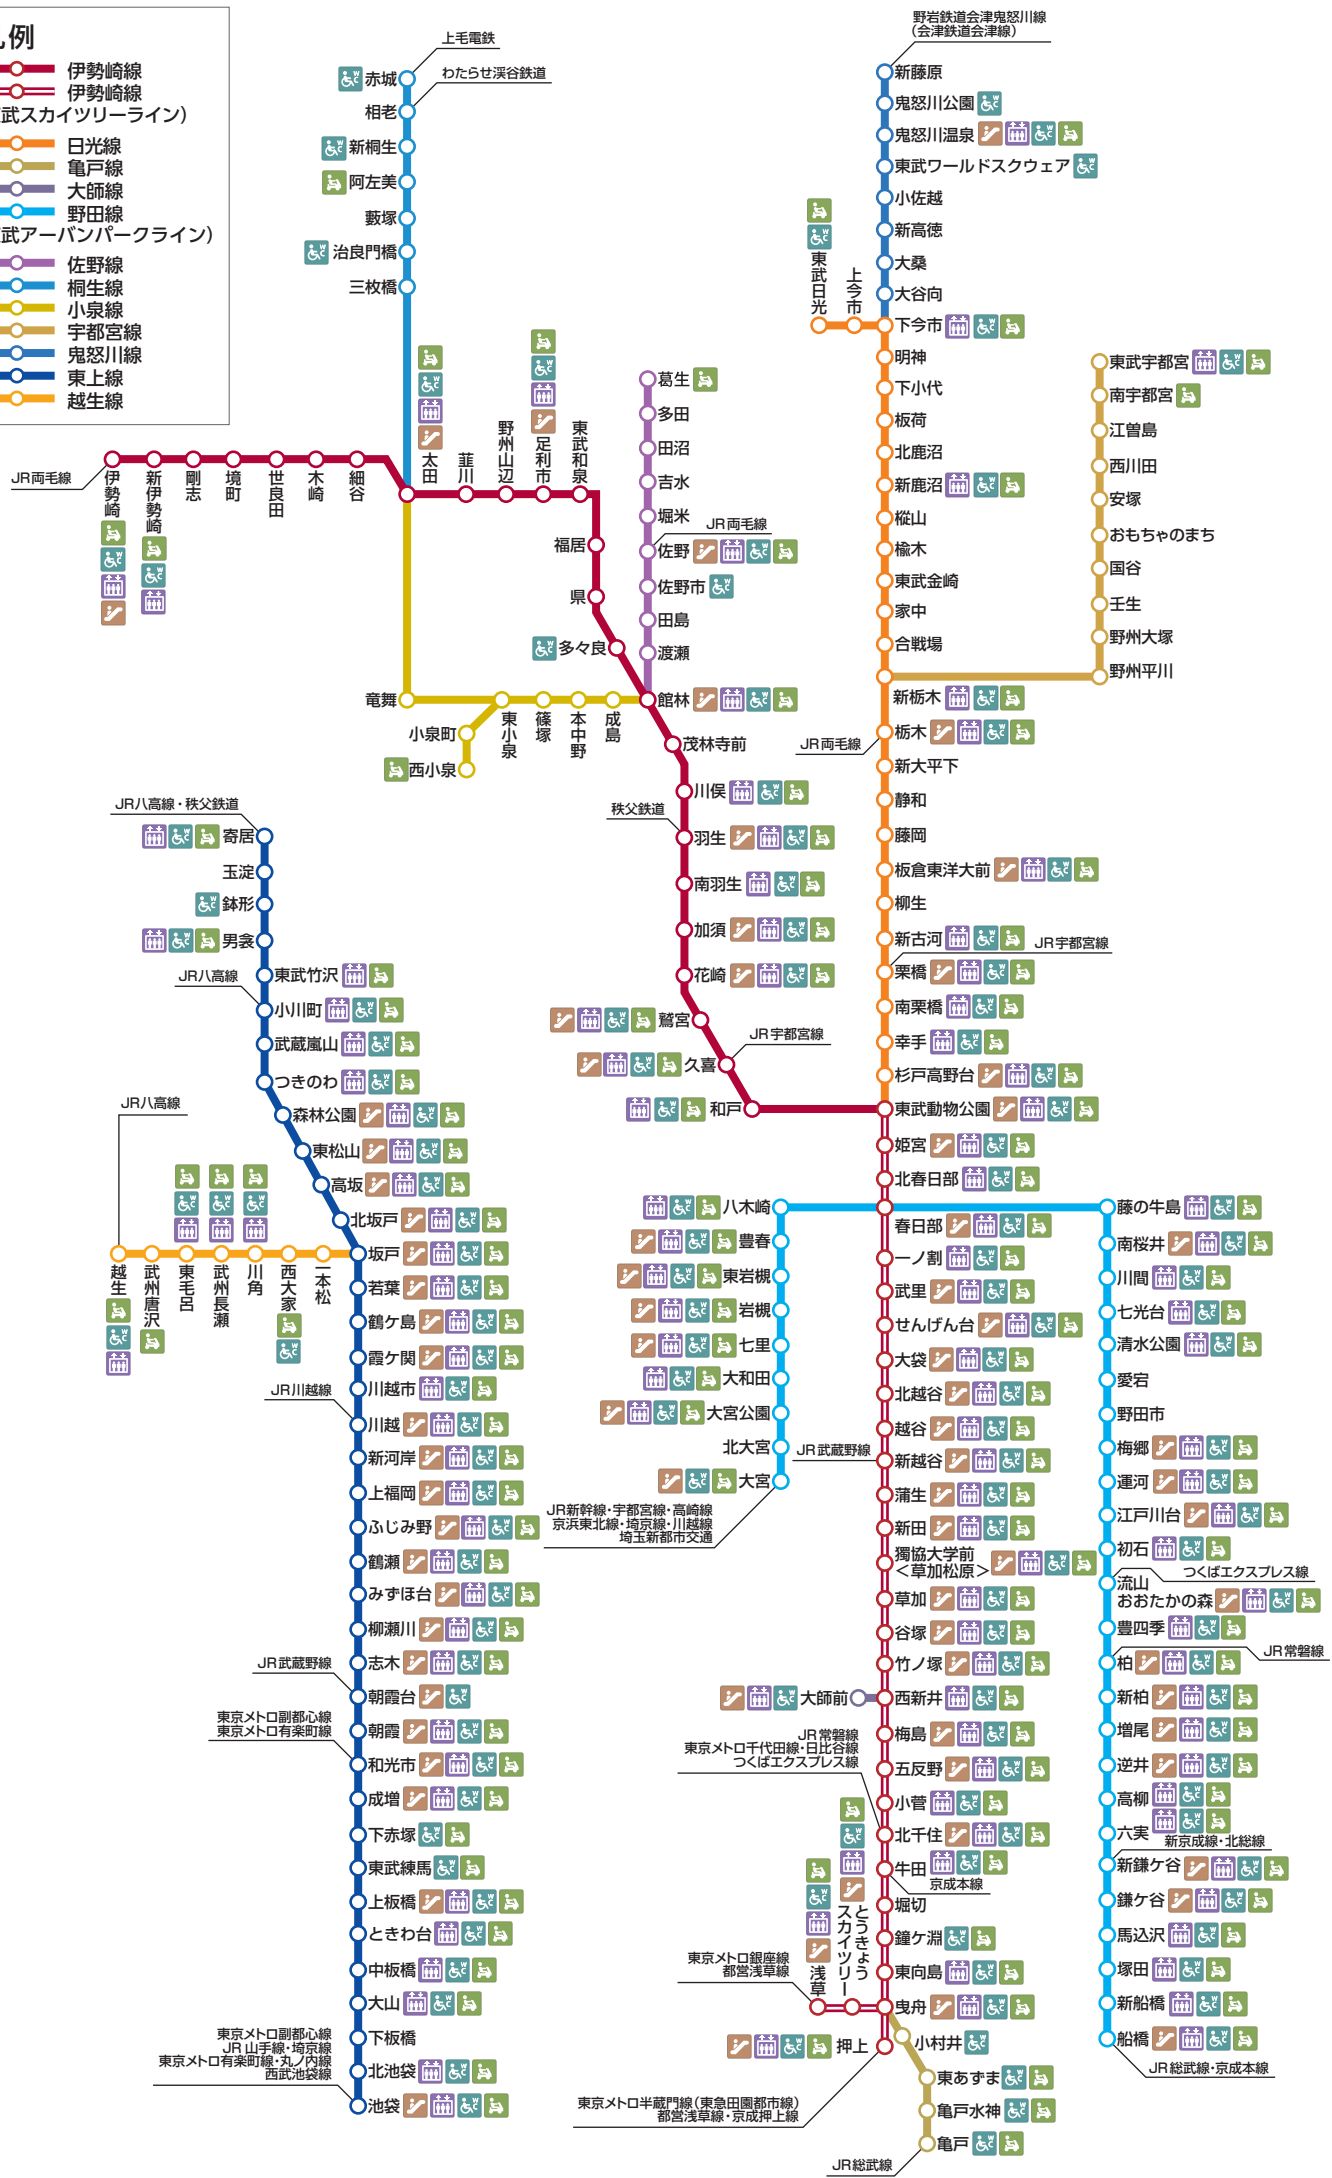 凡例
伊勢崎線
伊勢崎線
武スカイツリーライン）
日光線
亀戸線
大師線
野田線
武アーバンパークライン）
佐野線
桐生線
小泉線
宇都宮線
鬼怒川線
東上線
越生線
上毛電鉄
赤城
わたらせ渓谷鉄道
相老
新桐生
阿左美
藪塚
治良門橋
三枚橋
JR両毛線
伊勢崎
新伊勢崎
剛志
境町
世良田
木崎
細谷
太田
韮川
野州山辺
足利市
東武和泉
福居
県
多々良
葛生
多田
田沼
吉水
堀米
JR両毛線
佐野
佐野市
田島
渡瀬
館林
竜舞
小泉町
西小泉
東小泉
篠塚
本中野
成島
茂林寺前
川俣
秩父鉄道
羽生
南羽生
加須
花崎
鷲宮
JR宇都宮線
久喜
和戸
野岩鉄道会津鬼怒川線
（会津鉄道会津線）
新藤原
鬼怒川公園
鬼怒川温泉
東武ワールドスクウェア
小佐越
新高徳
大桑
大谷向
東武日光
上今市
下今市
明神
下小代
板荷
北鹿沼
新鹿沼
樅山
楡木
東武金崎
家中
合戦場
新栃木
東武宇都宮
南宇都宮
江曽島
西川田
安塚
おもちゃのまち
国谷
壬生
野州大塚
野州平川
JR両毛線
栃木
新大平下
静和
藤岡
板倉東洋大前
柳生
新古河
JR宇都宮線
栗橋
南栗橋
幸手
杉戸高野台
東武動物公園
姫宮
北春日部
春日部
一ノ割
武里
せんげん台
大袋
北越谷
越谷
JR武蔵野線
新越谷
蒲生
新田
獨協大学前
＜草加松原＞
草加
谷塚
竹ノ塚
大師前
西新井
梅島
JR常磐線
東京メトロ千代田線・日比谷線
つくばエクスプレス線
五反野
小菅
北千住
牛田
京成本線
堀切
鐘ケ淵
東向島
東京メトロ銀座線
都営浅草線
浅草
とうきょう
スカイツリー
曳舟
押上
東京メトロ半蔵門線（東急田園都市線）
都営浅草線・京成押上線
小村井
東あずま
亀戸水神
亀戸
JR総武線
八木崎
豊春
東岩槻
岩槻
七里
大和田
大宮公園
北大宮
大宮
JR新幹線・宇都宮線・高崎線
京浜東北線・埼京線・川越線
埼玉新都市交通
藤の牛島
南桜井
川間
七光台
清水公園
愛宕
野田市
梅郷
運河
江戸川台
初石
つくばエクスプレス線
流山
おおたかの森
豊四季
JR常磐線
柏
新柏
増尾
逆井
高柳
六実
新京成線・北総線
新鎌ケ谷
鎌ケ谷
馬込沢
塚田
新船橋
船橋
JR総武線・京成本線
JR八高線・秩父鉄道
寄居
玉淀
鉢形
男衾
東武竹沢
JR八高線
小川町
武蔵嵐山
つきのわ
森林公園
東松山
高坂
北坂戸
坂戸
JR八高線
越生
武州唐沢
東毛呂
武州長瀬
川角
西大家
一本松
若葉
鶴ケ島
霞ケ関
川越市
JR川越線
川越
新河岸
上福岡
ふじみ野
鶴瀬
みずほ台
柳瀬川
志木
JR武蔵野線
朝霞台
東京メトロ副都心線
東京メトロ有楽町線
朝霞
和光市
成増
下赤塚
東武練馬
上板橋
ときわ台
中板橋
大山
下板橋
東京メトロ副都心線
JR山手線・埼京線
東京メトロ有楽町線・丸ノ内線
西武池袋線
北池袋
池袋